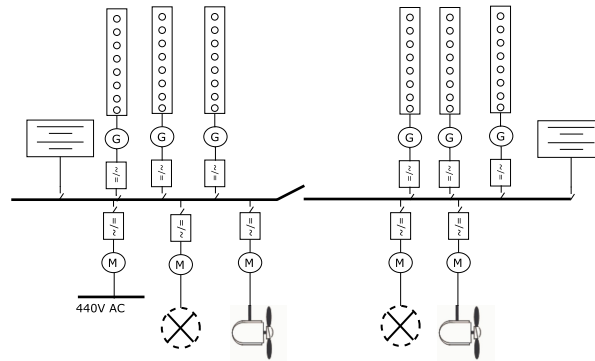 G G G G G G
=/~ =/~ =/~ =/~ =/~ =/~
~/= ~/= ~/= ~/= ~/=
M M M M M
440V AC